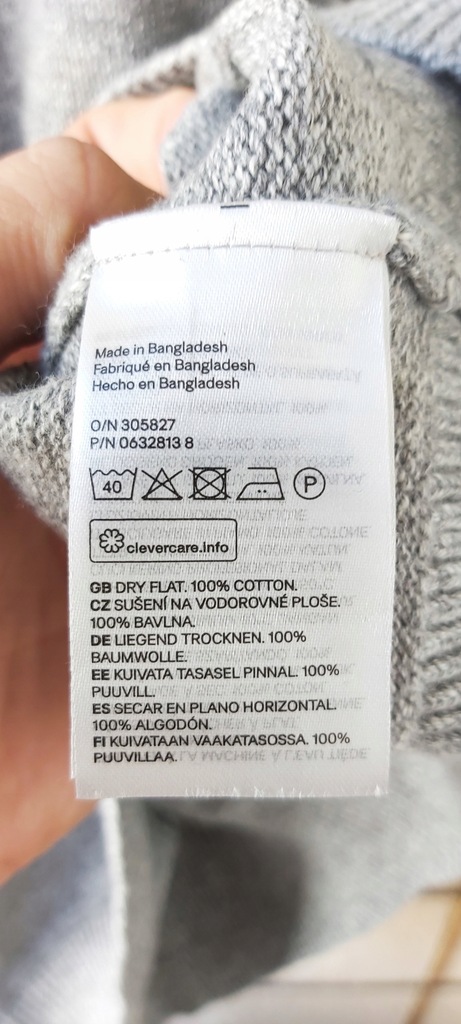 Made in Bangladesh
Fabriqué en Bangladesh
Hecho en Bangladesh
O/N 305827
P/N 0632813 8
40 P
clevercare.info
GB DRY FLAT. 100% COTTON.
CZ SUŠENÍ NA VODOROVNÉ PLOŠE.
100% BAVLNA.
DE LIEGEND TROCKNEN. 100%
BAUMWOLLE.
EE KUIVATA TASASEL PINNAL. 100%
PUUVILL.
ES SECAR EN PLANO HORIZONTAL.
100% ALGODÓN.
FI KUIVATAAN VAAKATASOSSA. 100%
PUUVILLAA.